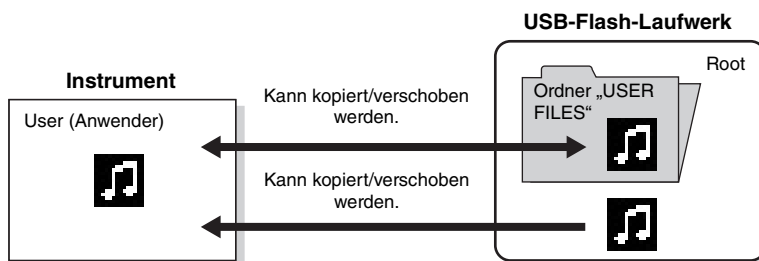 USB-Flash-Laufwerk
Root
Instrument
Ordner „USER
FILES“
User (Anwender)
Kann kopiert/verschoben
werden.
Kann kopiert/verschoben
werden.